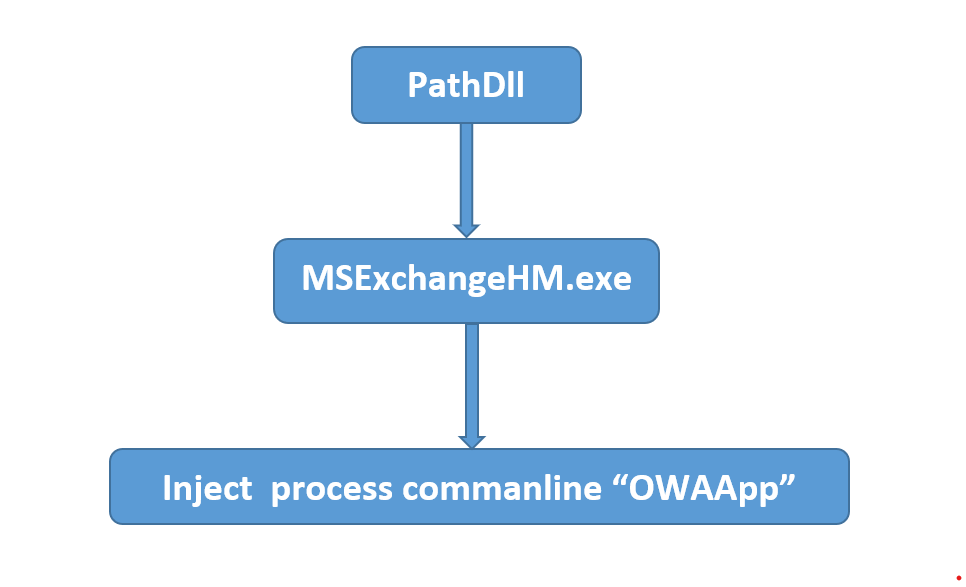 PathDll
MSExchangeHM.exe
Inject process commanline “OWAApp”